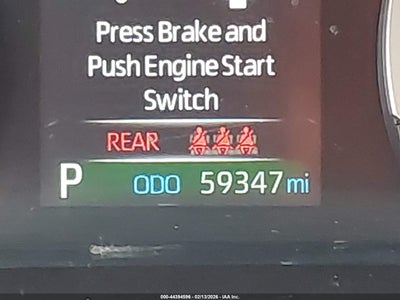 Press Brake and
Push Engine Start
Switch
REAR
P ODO 59347 mi
000-44394596 - 02/13/2026 - IAA Inc.